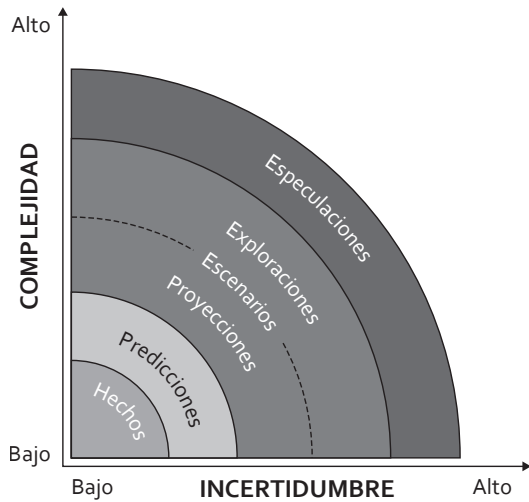 Alto
COMPLEJIDAD
Especulaciones
Exploraciones
Escenarios
Proyecciones
Predicciones
Hechos
Bajo
Bajo
INCERTIDUMBRE
Alto